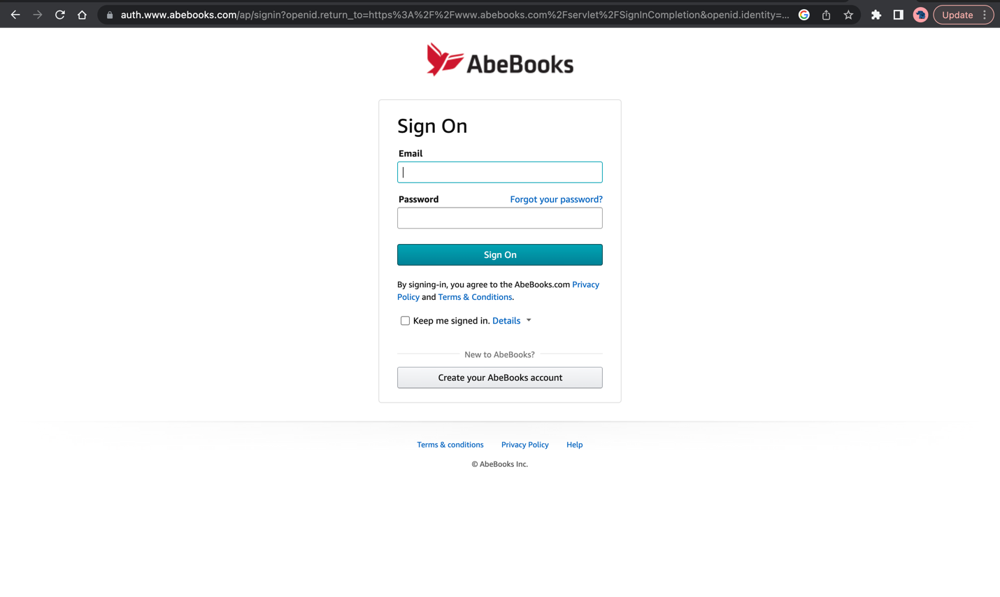 auth.www.abebooks.com/ap/signin?openid.return_to=https%3A%2F%2Fwww.abebooks.com%2Fservlet%2FSignInCompletion&openid.identity=...
Update
AbeBooks
Sign On
Email
Password Forgot your password?
Sign On
By signing-in, you agree to the AbeBooks.com Privacy
Policy and Terms & Conditions.
Keep me signed in. Details
New to AbeBooks?
Create your AbeBooks account
Terms & conditions Privacy Policy Help
© AbeBooks Inc.